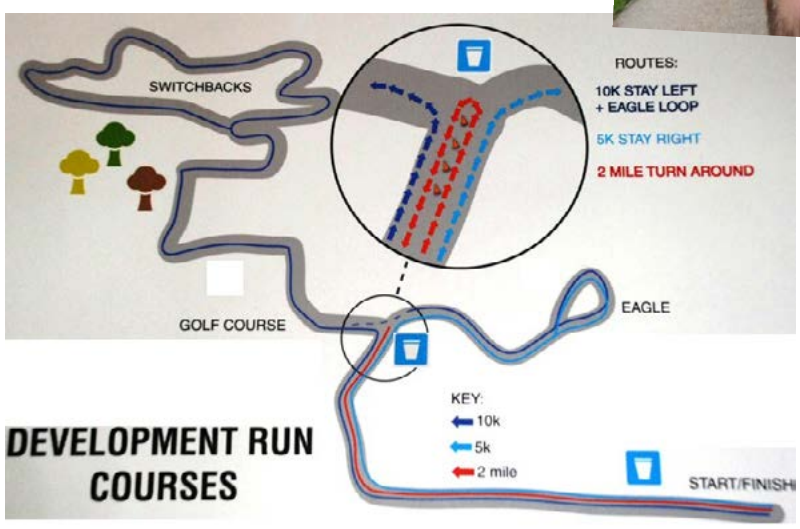 SWITCHBACKS
ROUTES:
10K STAY LEFT
+ EAGLE LOOP
5K STAY RIGHT
2 MILE TURN AROUND
EAGLE
GOLF COURSE
KEY:
10k
5k
2 mile
DEVELOPMENT RUN
COURSES
START/FINISH